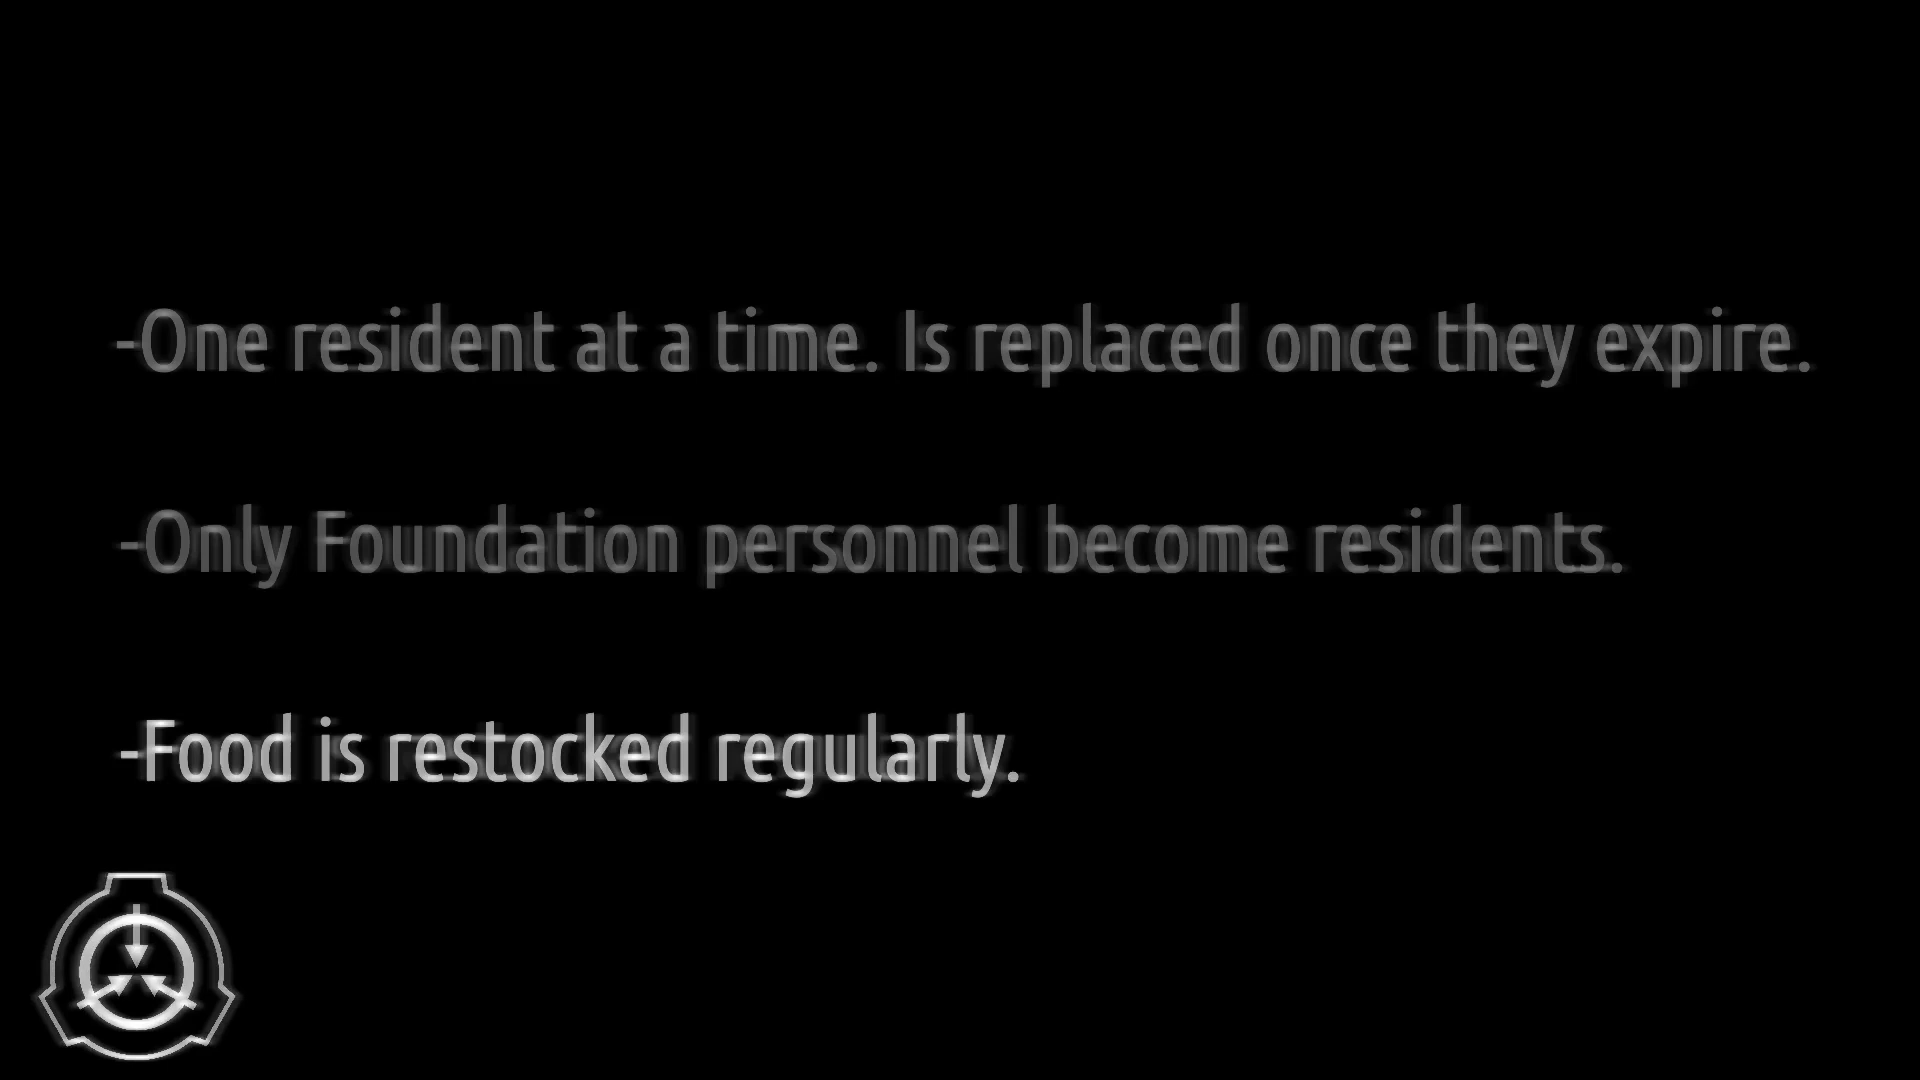 -One resident at a time. Is replaced once they expire.
-Only Foundation personnel become residents.
-Food is restocked regularly.